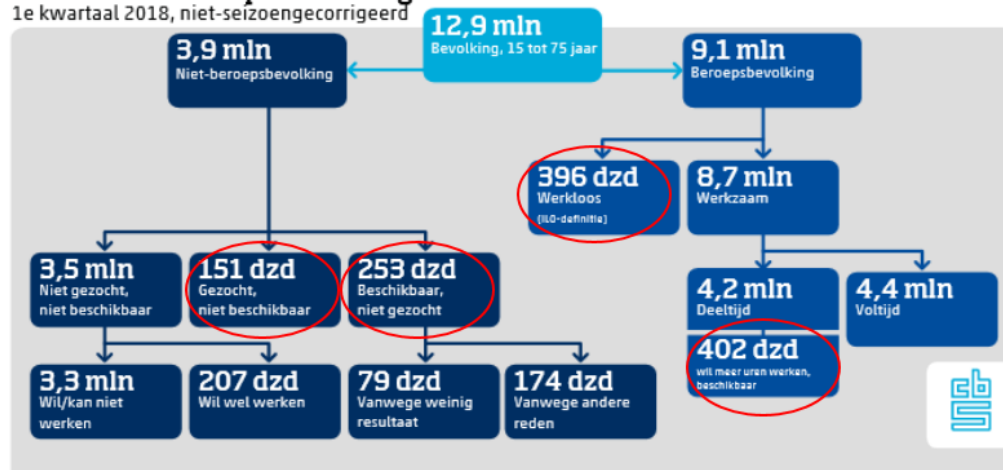 1e kwartaal 2018, niet-seizoengecorrigeerd
12,9 mln
Bevolking, 15 tot 75 jaar
3,9 mln
Niet-beroepsbevolking
9,1 mln
Beroepsbevolking
396 dzd
Werkloos
(ILO-definitie)
8,7 mln
Werkzaam
3,5 mln
Niet gezocht,
niet beschikbaar
151 dzd
Gezocht,
niet beschikbaar
253 dzd
Beschikbaar,
niet gezocht
4,2 mln
Deeltijd
4,4 mln
Voltijd
402 dzd
wil meer uren werken,
beschikbaar
3,3 mln
Wil/kan niet
werken
207 dzd
Wil wel werken
79 dzd
Vanwege weinig
resultaat
174 dzd
Vanwege andere
reden
cbs